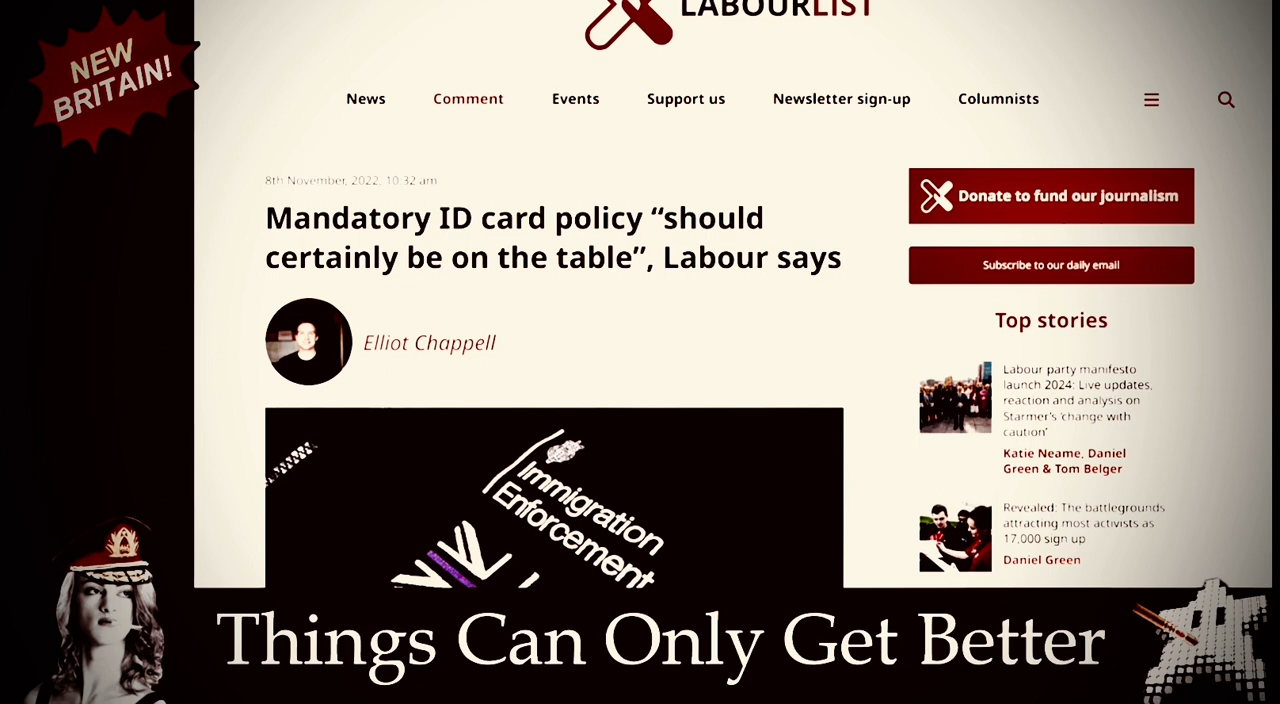 LABOURLIST
NEW
BRITAIN!
News Comment Events Support us Newsletter sign-up Columnists
8th November, 2022, 10:32 am
Mandatory ID card policy “should
certainly be on the table”, Labour says
Elliot Chappell
Immigration
Enforcement
Donate to fund our journalism
Subscribe to our daily email
Top stories
Labour party manifesto
launch 2024: Live updates,
reaction and analysis on
Starmer's ‘change with
caution’
Katie Neame, Daniel
Green & Tom Belger
Revealed: The battlegrounds
attracting most activists as
17,000 sign up
Daniel Green
Things Can Only Get Better